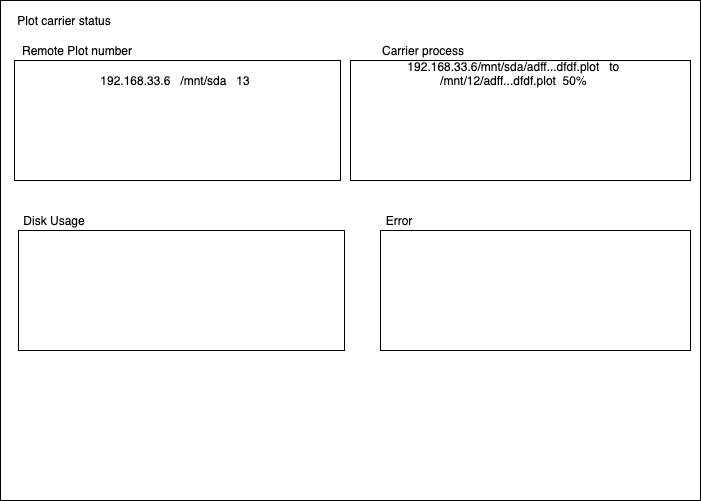 Plot carrier status
Remote Plot number
192.168.33.6 /mnt/sda 13
Carrier process
192.168.33.6/mnt/sda/adff...dfdf.plot to
/mnt/12/adff...dfdf.plot 50%
Disk Usage
Error